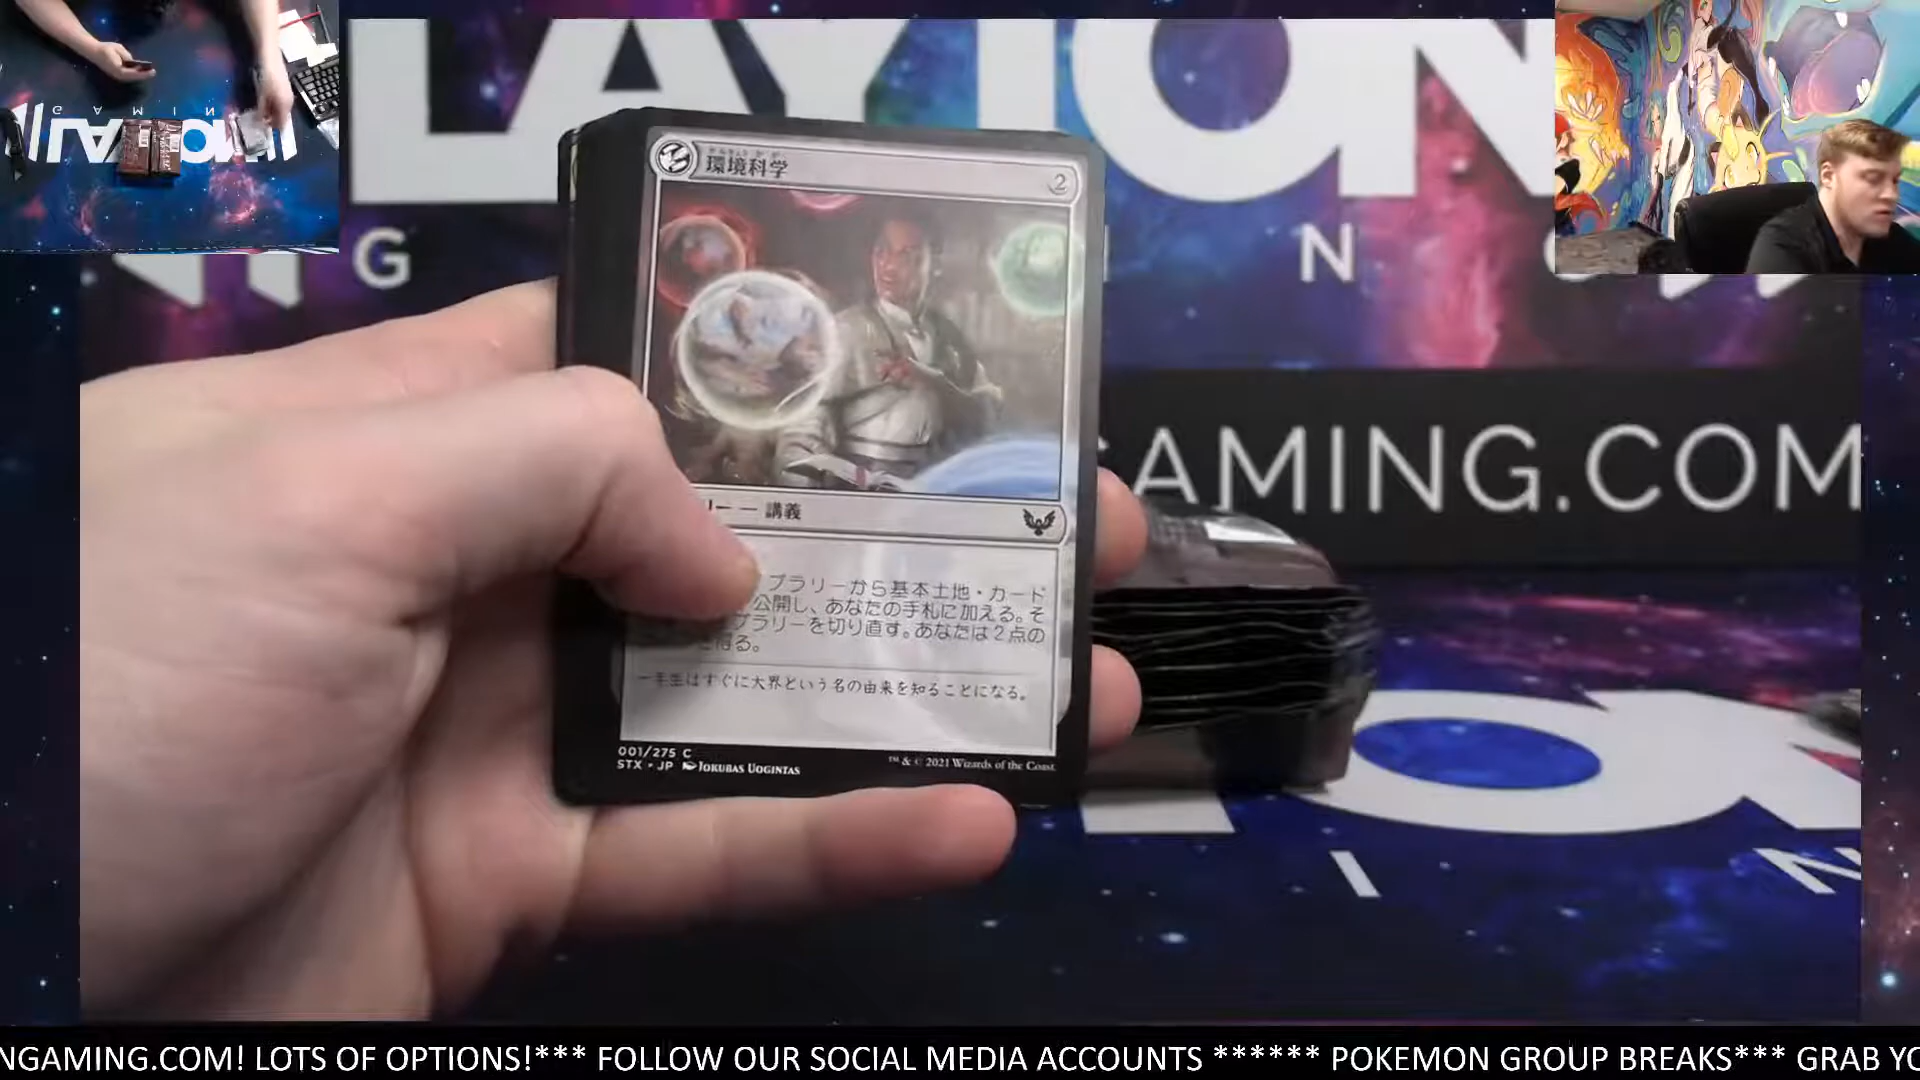 LAYTON
G
N
GAMING.COM
環境科学
2
リー — 講義
ブラリーから基本土地・カード
公開し、あなたの手札に加える。そ
ブラリーを切り直す。あなたは2点の
得る。
一年生はすぐに大界という名の由来を知ることになる。
001/275 C
STX • JP JOKUBAS UOGINTAS
™ & © 2021 Wizards of the Coast
I N
NGAMING.COM! LOTS OF OPTIONS!*** FOLLOW OUR SOCIAL MEDIA ACCOUNTS ****** POKEMON GROUP BREAKS*** GRAB YO